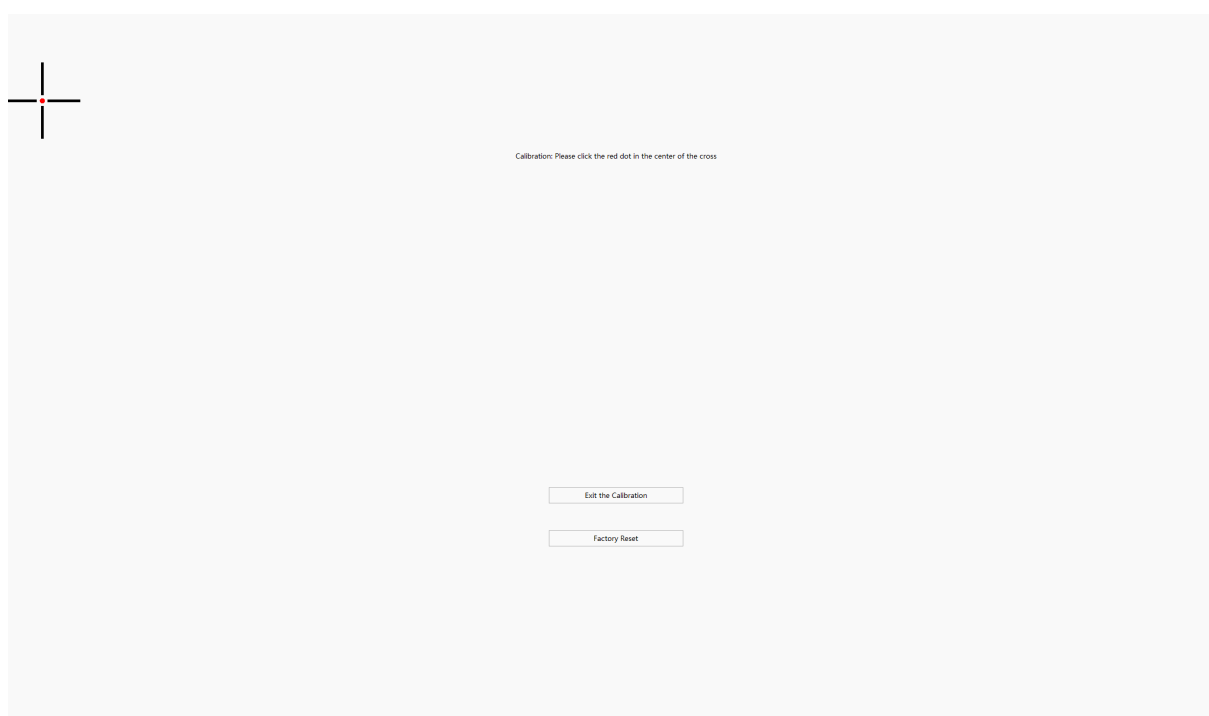 Calibration: Please click the red dot in the center of the cross
Exit the Calibration
Factory Reset